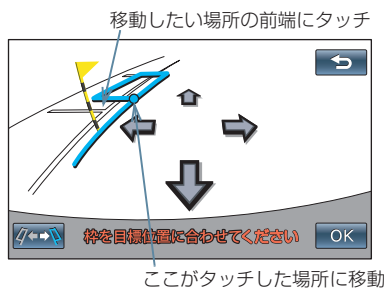 移動したい場所の前端にタッチ
枠を目標位置に合わせてください
OK
ここがタッチした場所に移動